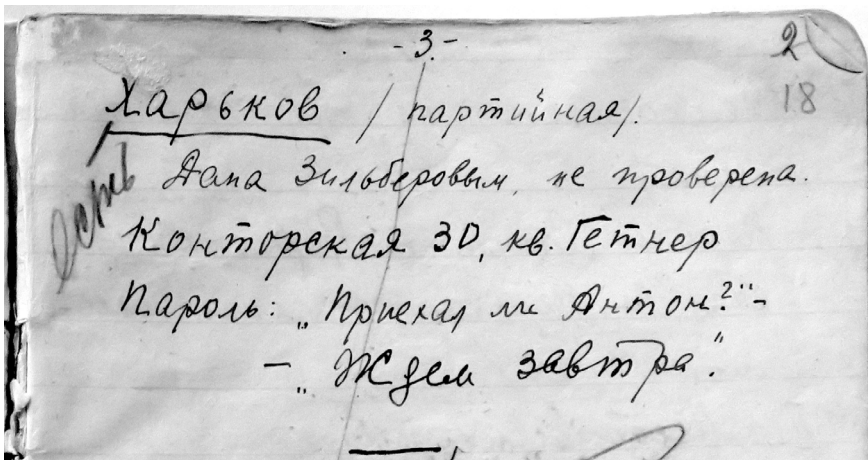 - 3. -
2
18
Харьков / партийная/.
есть
Дана Зильберовым, не проверена.
Конторская 30, кв. Гетнер
Пароль: „Приехал ли Антон?“ -
- „Ждем завтра“.